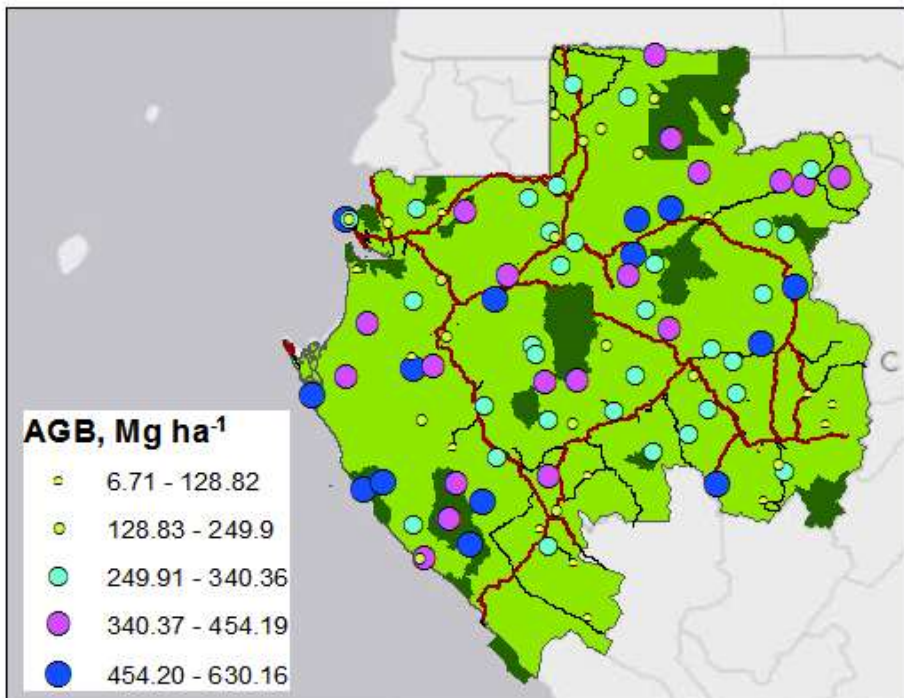 AGB, Mg ha⁻¹
6.71 - 128.82
128.83 - 249.9
249.91 - 340.36
340.37 - 454.19
454.20 - 630.16
C